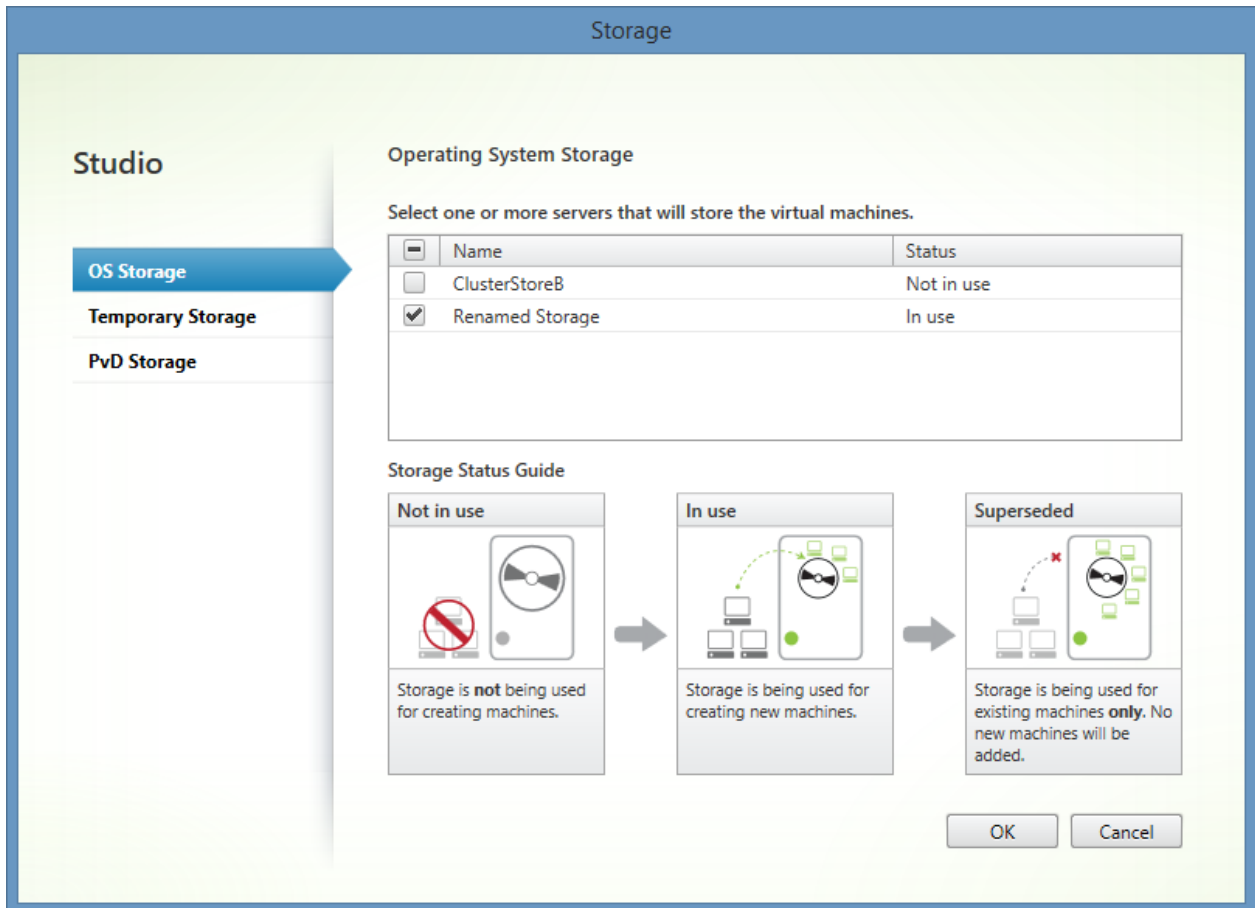 Storage
Studio
OS Storage
Temporary Storage
PvD Storage
Operating System Storage
Select one or more servers that will store the virtual machines.
Name Status
ClusterStoreB Not in use
Renamed Storage In use
Storage Status Guide
Not in use
Storage is not being used
for creating machines.
In use
Storage is being used for
creating new machines.
Superseded
Storage is being used for
existing machines only. No
new machines will be
added.
OK Cancel